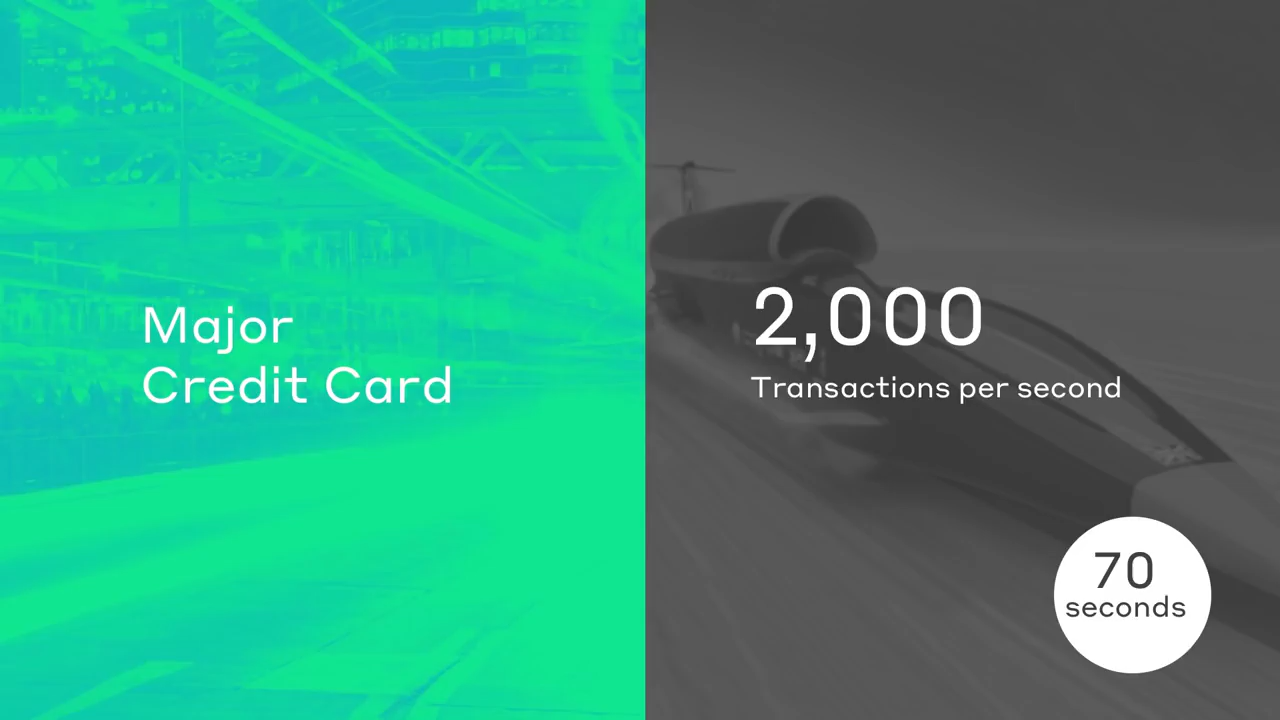 Major
Credit Card
2,000
Transactions per second
70
seconds